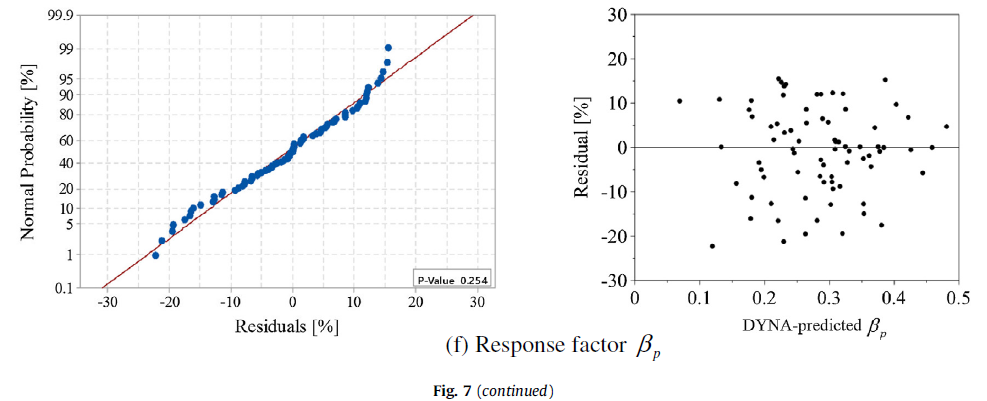 99.9
99
95
90
80
60
40
20
10
5
1
0.1
Normal Probability [%]
-30 -20 -10 0 10 20 30
Residuals [%]
P-Value 0.254
30
20
10
0
-10
-20
-30
Residual [%]
0 0.1 0.2 0.3 0.4 0.5
DYNA-predicted βp
(f) Response factor βp
Fig. 7 (continued)